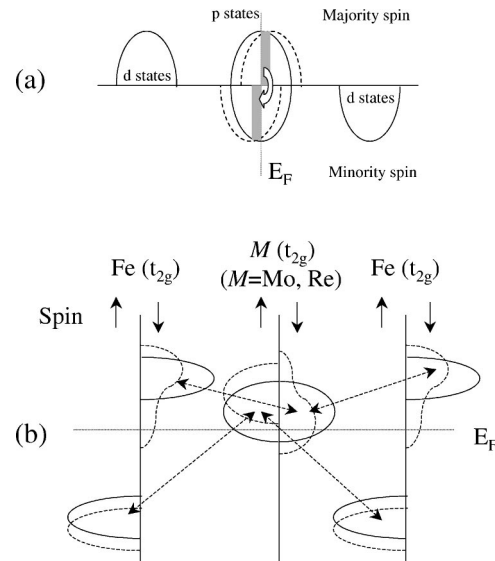 p states
Majority spin
(a)
d states
d states
E_F
Minority spin
M (t_2g)
Fe (t_2g)
(M=Mo, Re)
Fe (t_2g)
Spin
(b)
E_F